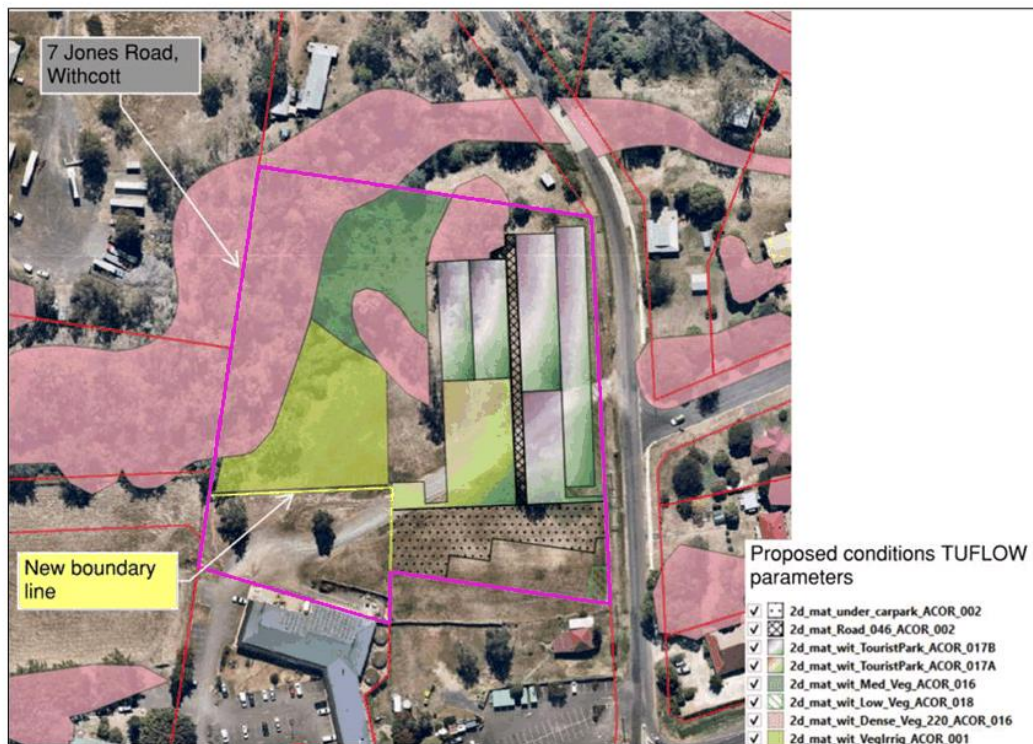 7 Jones Road,
Withcott
New boundary
line
Proposed conditions TUFLOW
parameters
2d_mat_under_carpark_ACOR_002
2d_mat_Road_046_ACOR_002
2d_mat_wit_TouristPark_ACOR_017B
2d_mat_wit_TouristPark_ACOR_017A
2d_mat_wit_Med_Veg_ACOR_016
2d_mat_wit_Low_Veg_ACOR_018
2d_mat_wit_Dense_Veg_220_ACOR_016
2d_mat_wit_VegIrrig_ACOR_001